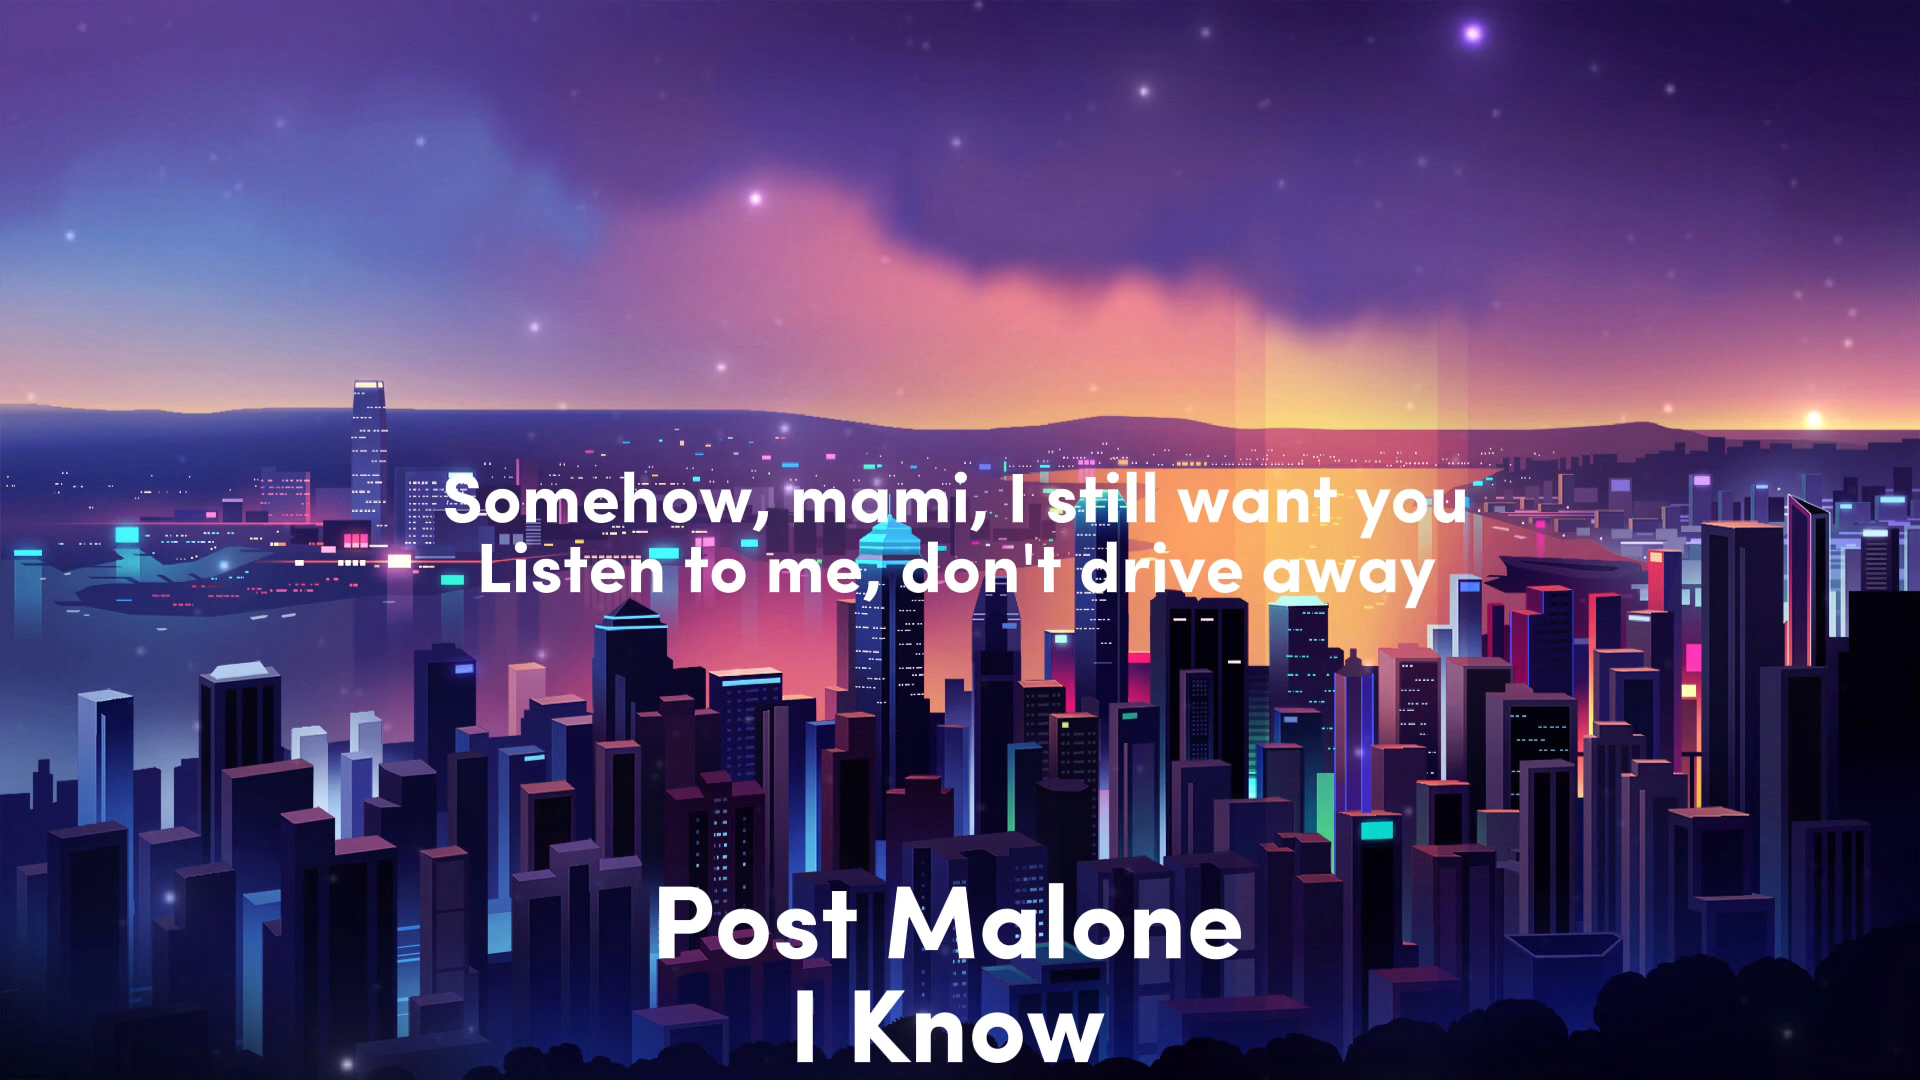 Somehow, mami, I still want you
Listen to me, don't drive away
Post Malone
I Know